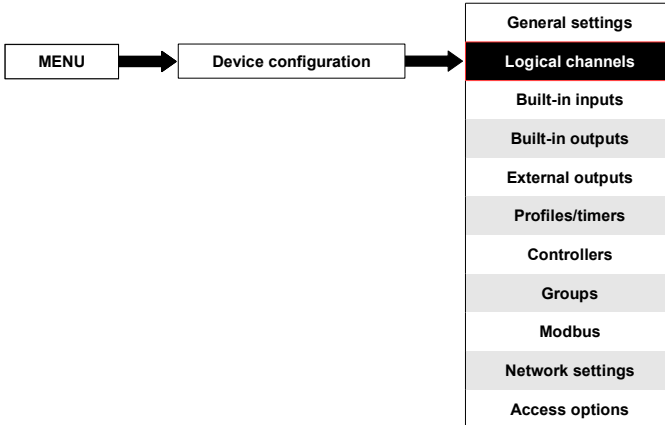 MENU
Device configuration
General settings
Logical channels
Built-in inputs
Built-in outputs
External outputs
Profiles/timers
Controllers
Groups
Modbus
Network settings
Access options